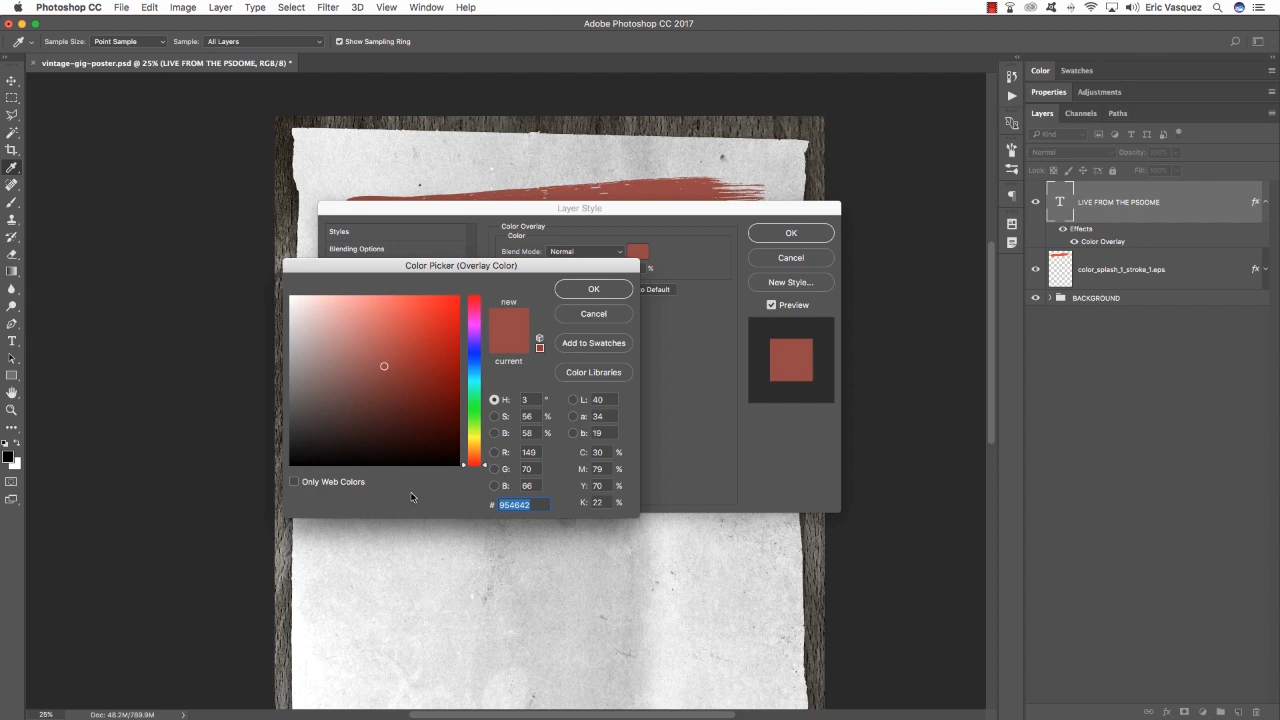 Photoshop CC File Edit Image Layer Type Select Filter 3D View Window Help Eric Vasquez
Adobe Photoshop CC 2017
Sample Size: Point Sample Sample: All Layers Show Sampling Ring
vintage-gig-poster.psd @ 25% (LIVE FROM THE PSDOME, RGB/8) *
Color Swatches
Properties Adjustments
Layers Channels Paths
Kind
Normal Opacity: 100%
Lock: Fill: 100%
T LIVE FROM THE PSDOME fx
Effects
Color Overlay
color_splash_1_stroke_1.eps fx
BACKGROUND
Layer Style
Styles
Blending Options
Color Overlay
Color
Blend Mode: Normal
%
o Default
OK
Cancel
New Style...
Preview
Color Picker (Overlay Color)
new
current
OK
Cancel
Add to Swatches
Color Libraries
H: 3 ° L: 40
S: 56 % a: 34
B: 58 % b: 19
R: 149 C: 30 %
G: 70 M: 79 %
B: 66 Y: 70 %
# 954642 K: 22 %
Only Web Colors
25% Doc: 48.2M/769.9M